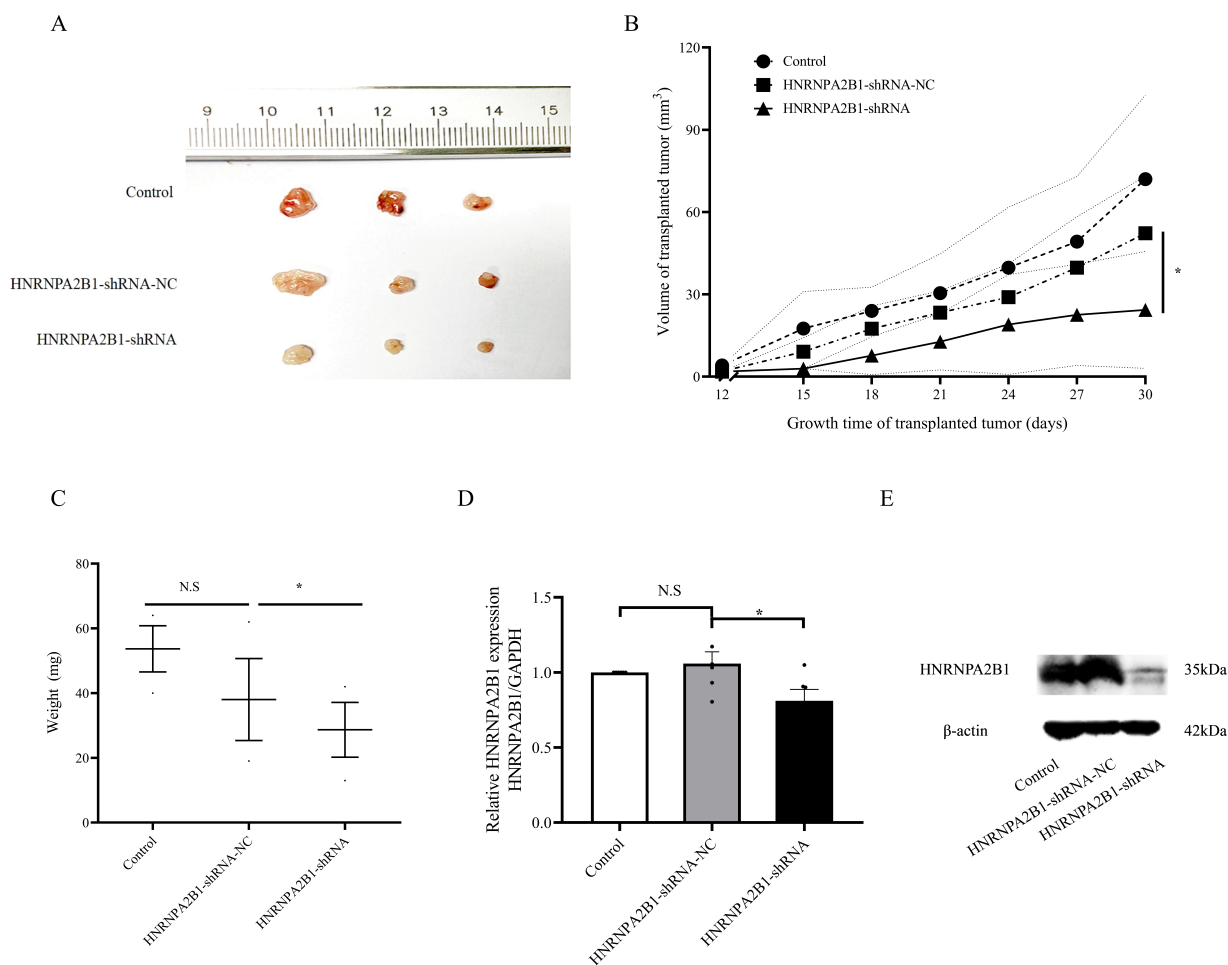 A
9 10 11 12 13 14 15
Control
HNRNPA2B1-shRNA-NC
HNRNPA2B1-shRNA
B
Control
HNRNPA2B1-shRNA-NC
HNRNPA2B1-shRNA
Volume of transplanted tumor (mm3)
120
90
60
30
0
*
12 15 18 21 24 27 30
Growth time of transplanted tumor (days)
C
Weight (mg)
80
60
40
20
0
N.S
*
Control
HNRNPA2B1-shRNA-NC
HNRNPA2B1-shRNA
D
Relative HNRNPA2B1 expression
HNRNPA2B1/GAPDH
1.5
1.0
0.5
0.0
N.S
*
Control
HNRNPA2B1-shRNA-NC
HNRNPA2B1-shRNA
E
HNRNPA2B1 35kDa
β-actin 42kDa
Control
HNRNPA2B1-shRNA-NC
HNRNPA2B1-shRNA